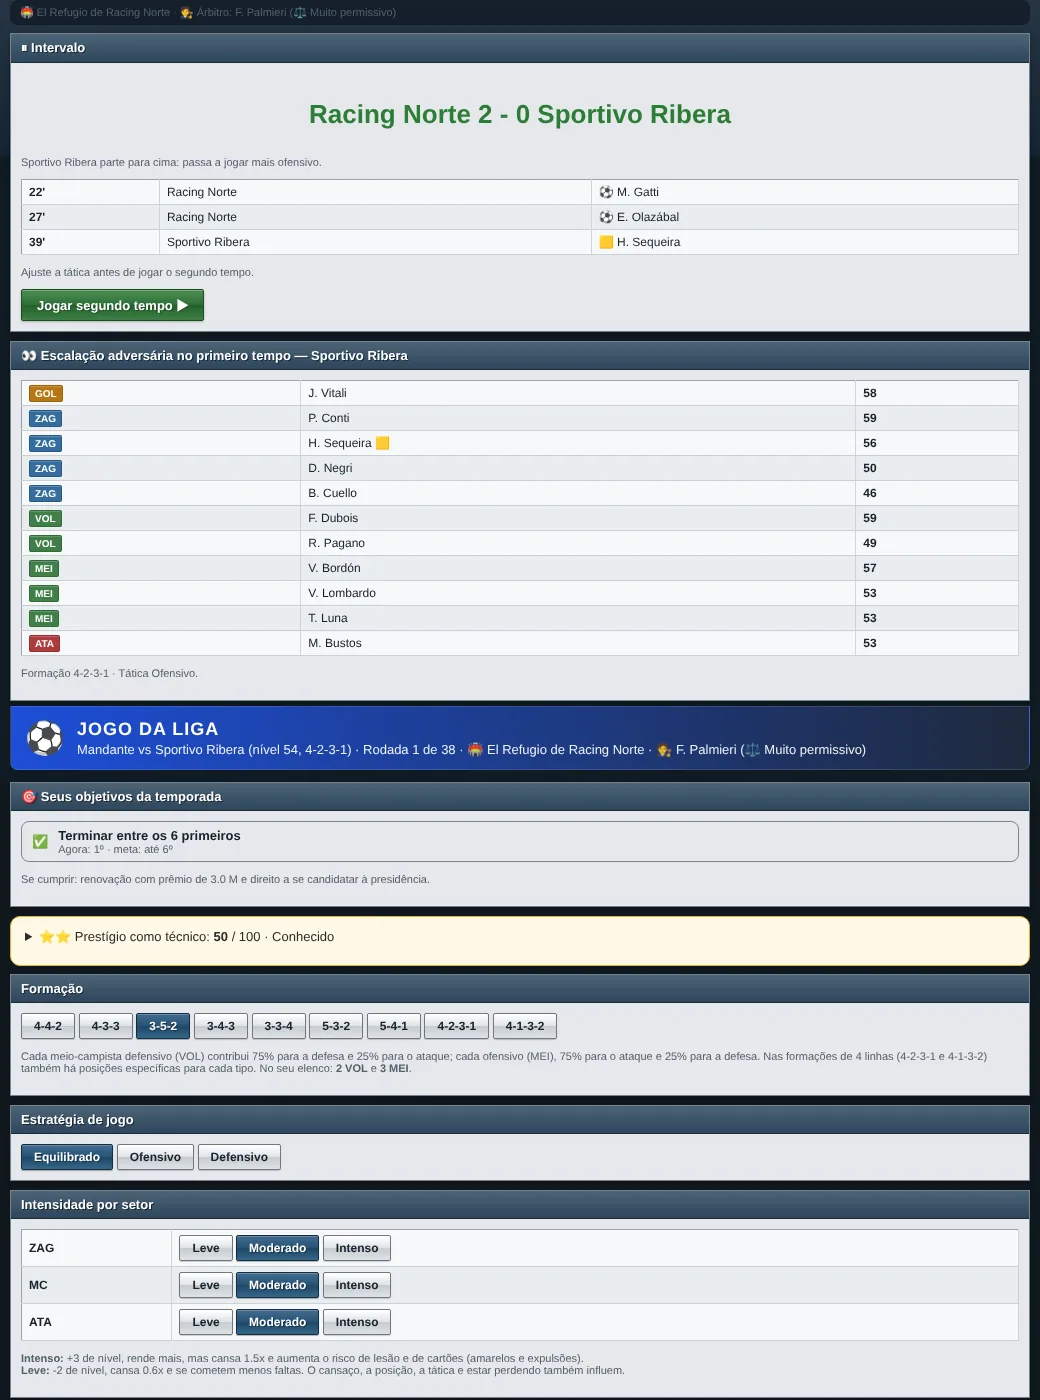 El Refugio de Racing Norte · Árbitro: F. Palmieri (Muito permissivo)
Intervalo
Racing Norte 2 - 0 Sportivo Ribera
Sportivo Ribera parte para cima: passa a jogar mais ofensivo.
22' Racing Norte M. Gatti
27' Racing Norte E. Olazábal
39' Sportivo Ribera H. Sequeira
Ajuste a tática antes de jogar o segundo tempo.
Jogar segundo tempo
Escalação adversária no primeiro tempo — Sportivo Ribera
GOL J. Vitali 58
ZAG P. Conti 59
ZAG H. Sequeira 56
ZAG D. Negri 50
ZAG B. Cuello 46
VOL F. Dubois 59
VOL R. Pagano 49
MEI V. Bordón 57
MEI V. Lombardo 53
MEI T. Luna 53
ATA M. Bustos 53
Formação 4-2-3-1 · Tática Ofensivo.
JOGO DA LIGA
Mandante vs Sportivo Ribera (nível 54, 4-2-3-1) · Rodada 1 de 38 · El Refugio de Racing Norte · F. Palmieri (Muito permissivo)
Seus objetivos da temporada
Terminar entre os 6 primeiros
Agora: 1º · meta: até 6º
Se cumprir: renovação com prêmio de 3.0 M e direito a se candidatar à presidência.
Prestígio como técnico: 50 / 100 · Conhecido
Formação
4-4-2 4-3-3 3-5-2 3-4-3 3-3-4 5-3-2 5-4-1 4-2-3-1 4-1-3-2
Cada meio-campista defensivo (VOL) contribui 75% para a defesa e 25% para o ataque; cada ofensivo (MEI), 75% para o ataque e 25% para a defesa. Nas formações de 4 linhas (4-2-3-1 e 4-1-3-2)
também há posições específicas para cada tipo. No seu elenco: 2 VOL e 3 MEI.
Estratégia de jogo
Equilibrado Ofensivo Defensivo
Intensidade por setor
ZAG Leve Moderado Intenso
MC Leve Moderado Intenso
ATA Leve Moderado Intenso
Intenso: +3 de nível, rende mais, mas cansa 1.5x e aumenta o risco de lesão e de cartões (amarelos e expulsões).
Leve: -2 de nível, cansa 0.6x e se cometem menos faltas. O cansaço, a posição, a tática e estar perdendo também influem.